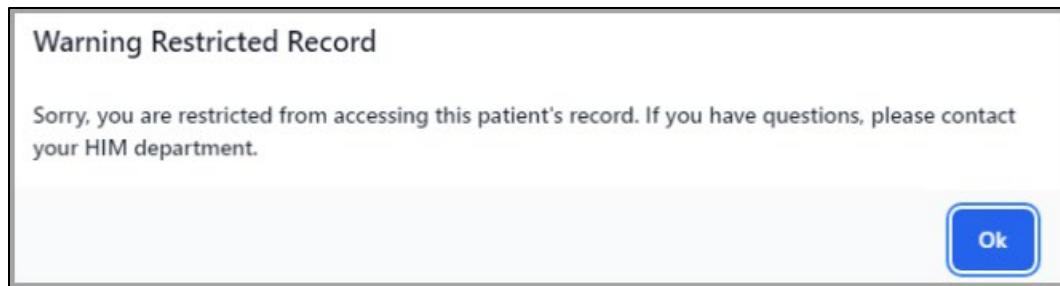 Warning Restricted Record
Sorry, you are restricted from accessing this patient's record. If you have questions, please contact
your HIM department.
Ok